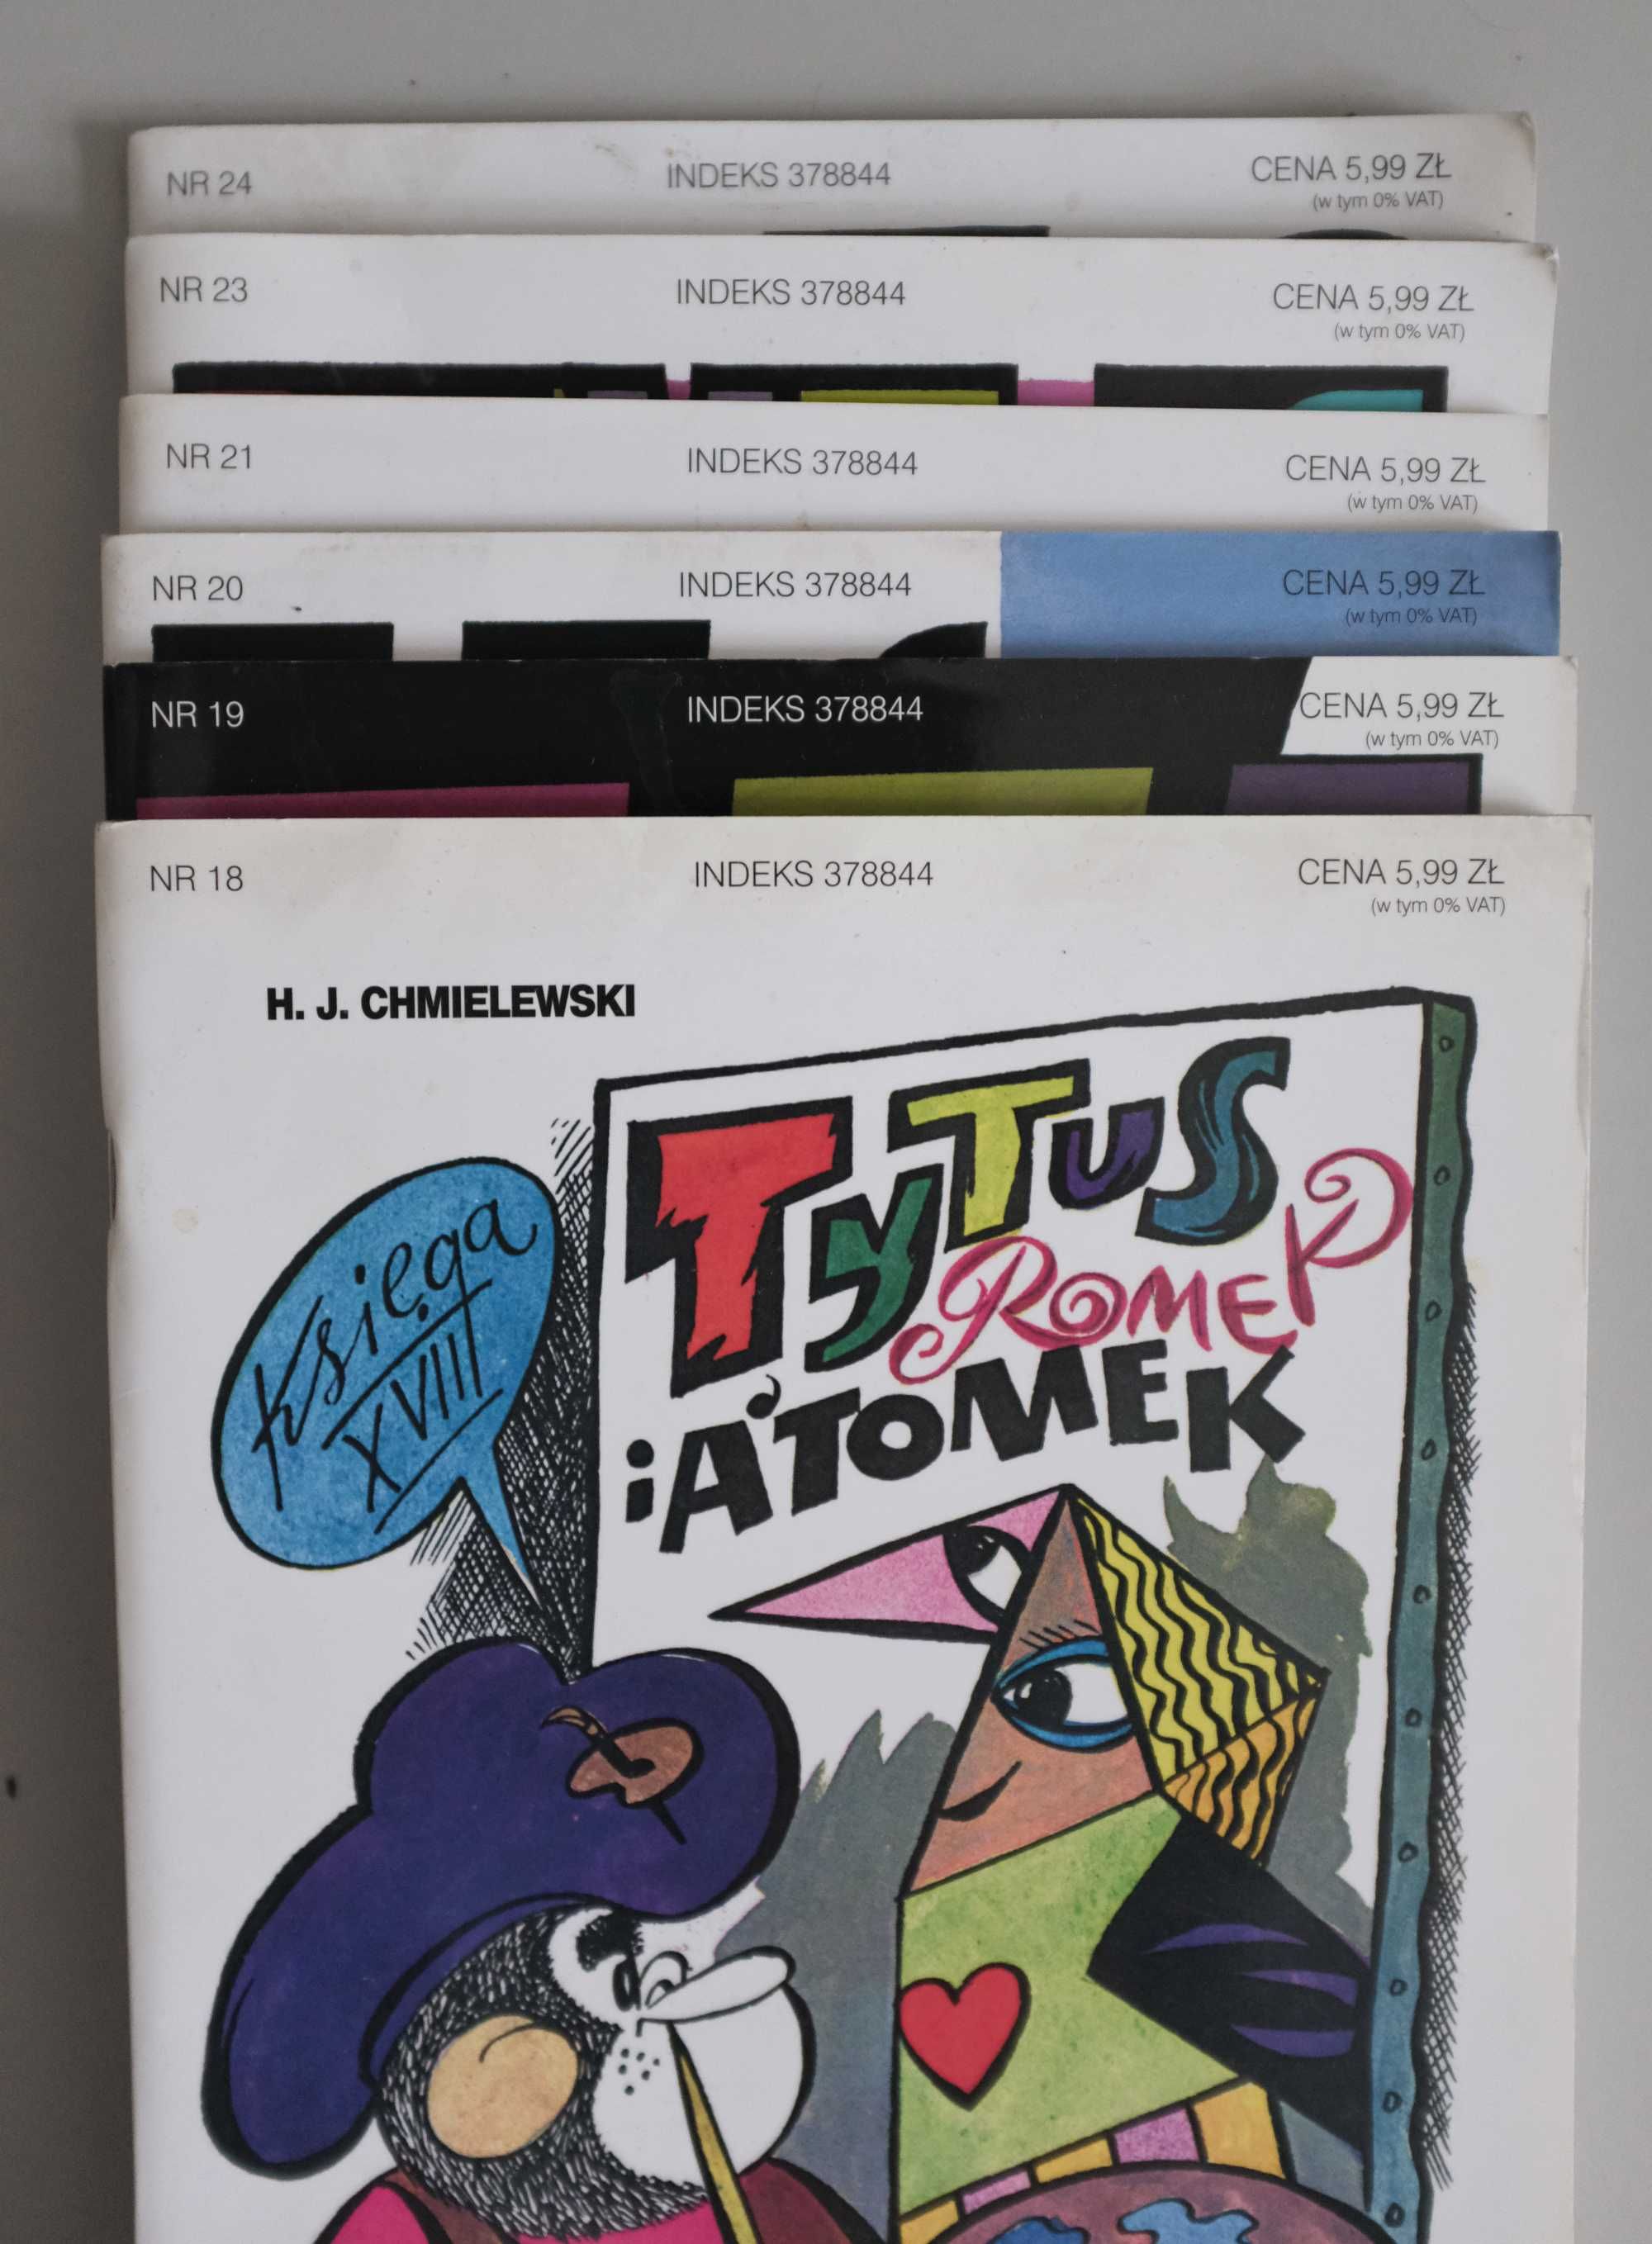 NR 24 INDEKS 378844 CENA 5,99 ZŁ
(w tym 0% VAT)
NR 23 INDEKS 378844 CENA 5,99 ZŁ
(w tym 0% VAT)
NR 21 INDEKS 378844 CENA 5,99 ZŁ
(w tym 0% VAT)
NR 20 INDEKS 378844 CENA 5,99 ZŁ
(w tym 0% VAT)
NR 19 INDEKS 378844 CENA 5,99 ZŁ
(w tym 0% VAT)
NR 18 INDEKS 378844 CENA 5,99 ZŁ
(w tym 0% VAT)
H. J. CHMIELEWSKI
TYTUS
ROMEK
i A'TOMEK
Księga
XVIII